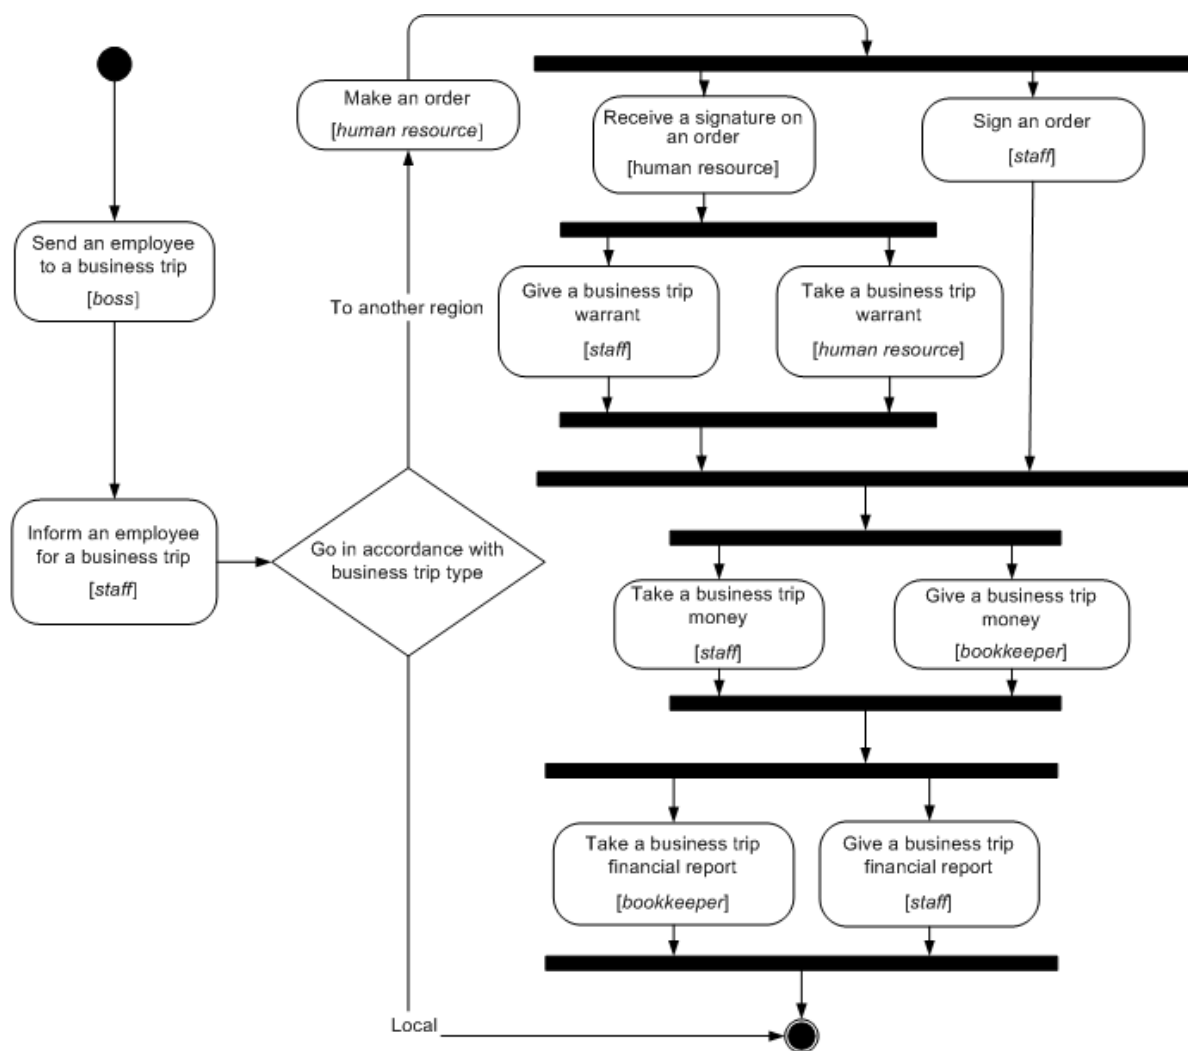 Make an order
[human resource]
Receive a signature on
an order
[human resource]
Sign an order
[staff]
Send an employee
to a business trip
[boss]
To another region
Give a business trip
warrant
[staff]
Take a business trip
warrant
[human resource]
Inform an employee
for a business trip
[staff]
Go in accordance with
business trip type
Take a business trip
money
[staff]
Give a business trip
money
[bookkeeper]
Take a business trip
financial report
[bookkeeper]
Give a business trip
financial report
[staff]
Local